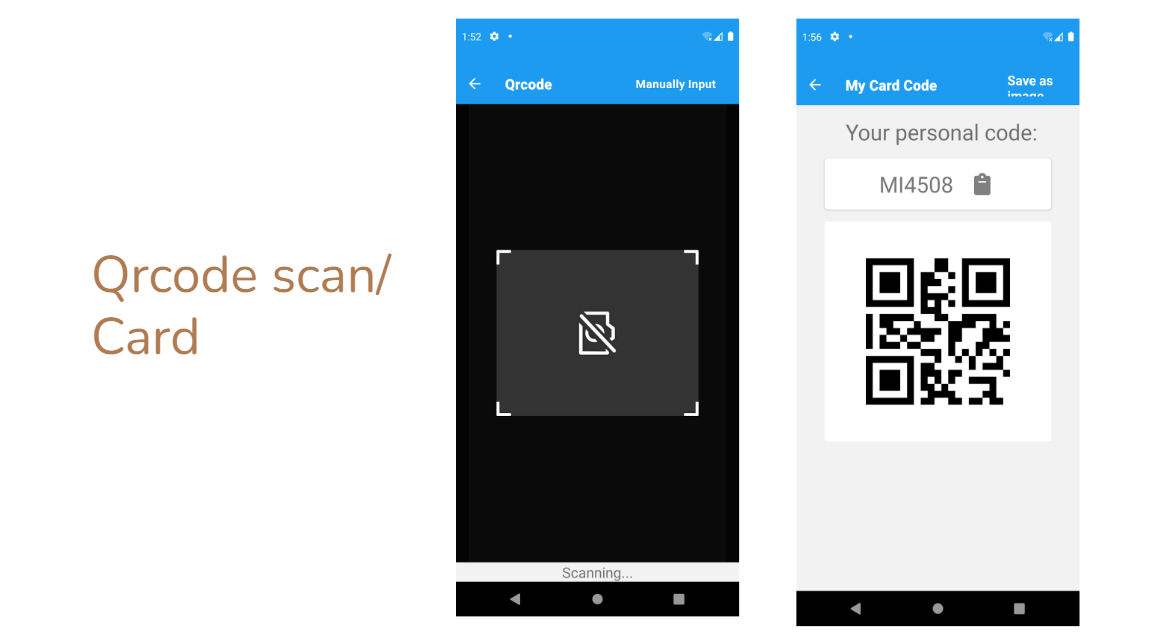 Qrcode scan/
Card
1:52
Qrcode
Manually Input
Scanning...
1:56
My Card Code
Save as
image
Your personal code:
MI4508